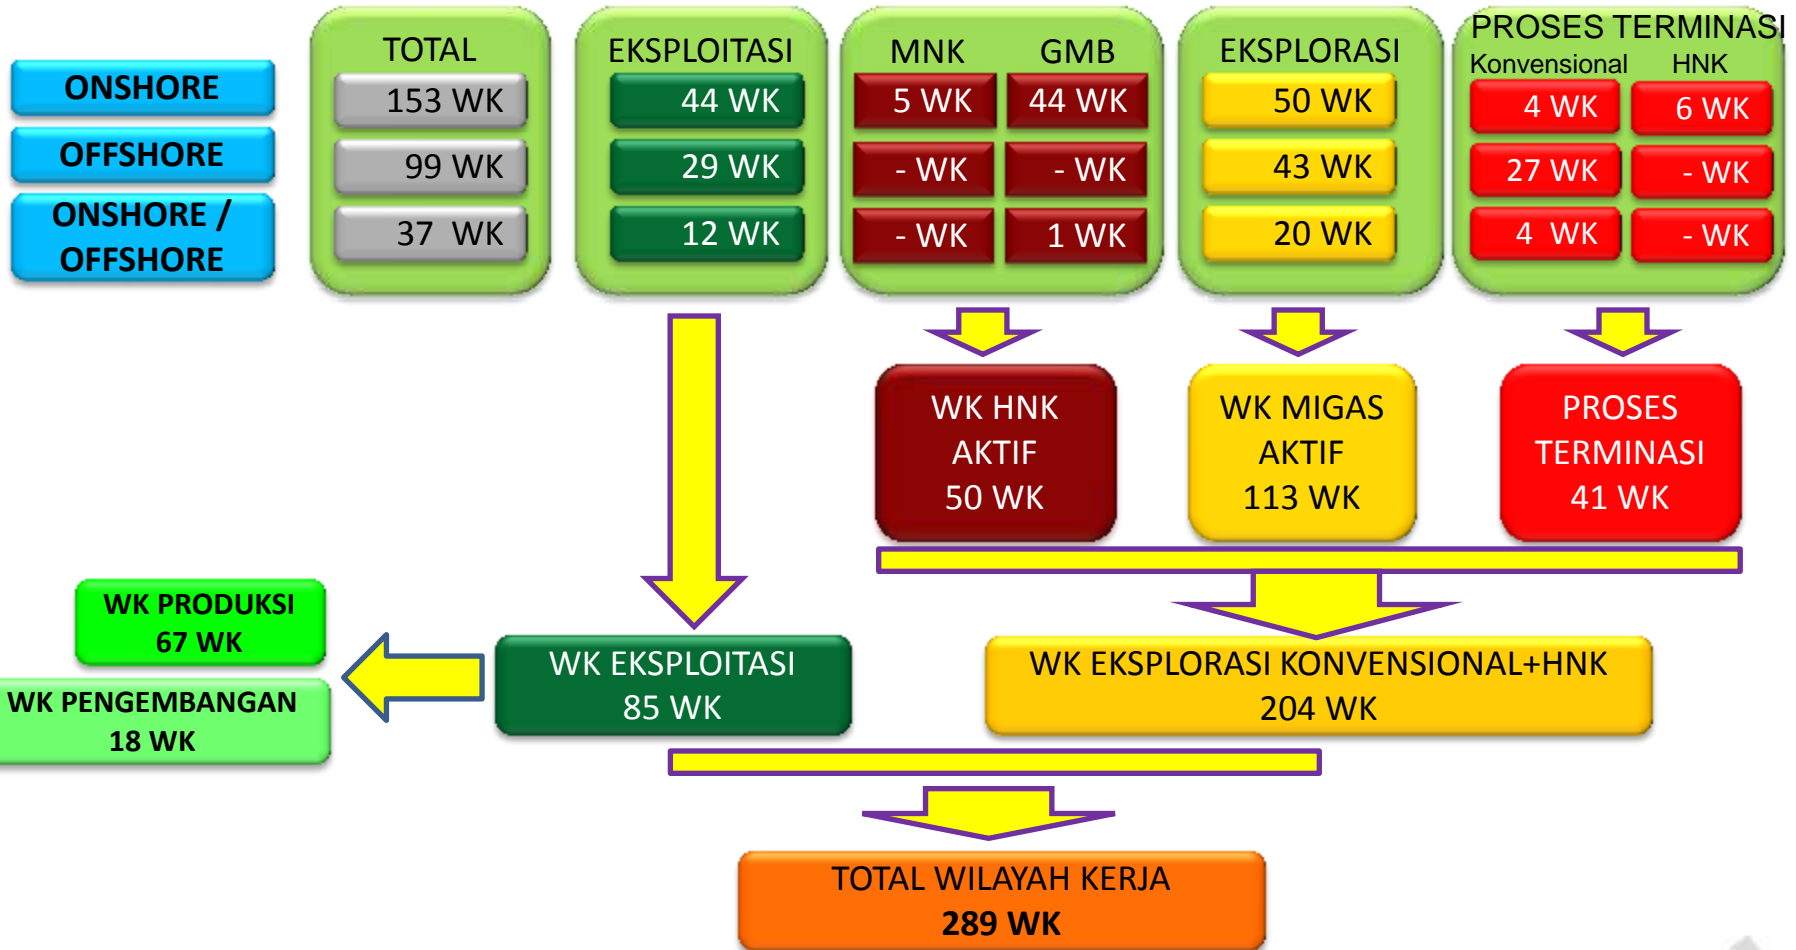 PROSES TERMINASI
TOTAL EKSPLOITASI MNK GMB EKSPLORASI Konvensional HNK
ONSHORE 153 WK 44 WK 5 WK 44 WK 50 WK 4 WK 6 WK
OFFSHORE 99 WK 29 WK - WK - WK 43 WK 27 WK - WK
ONSHORE /
OFFSHORE
37 WK 12 WK - WK 1 WK 20 WK 4 WK - WK
WK HNK
AKTIF
50 WK
WK MIGAS
AKTIF
113 WK
PROSES
TERMINASI
41 WK
WK PRODUKSI
67 WK
WK PENGEMBANGAN
18 WK
WK EKSPLOITASI
85 WK
WK EKSPLORASI KONVENSIONAL+HNK
204 WK
TOTAL WILAYAH KERJA
289 WK